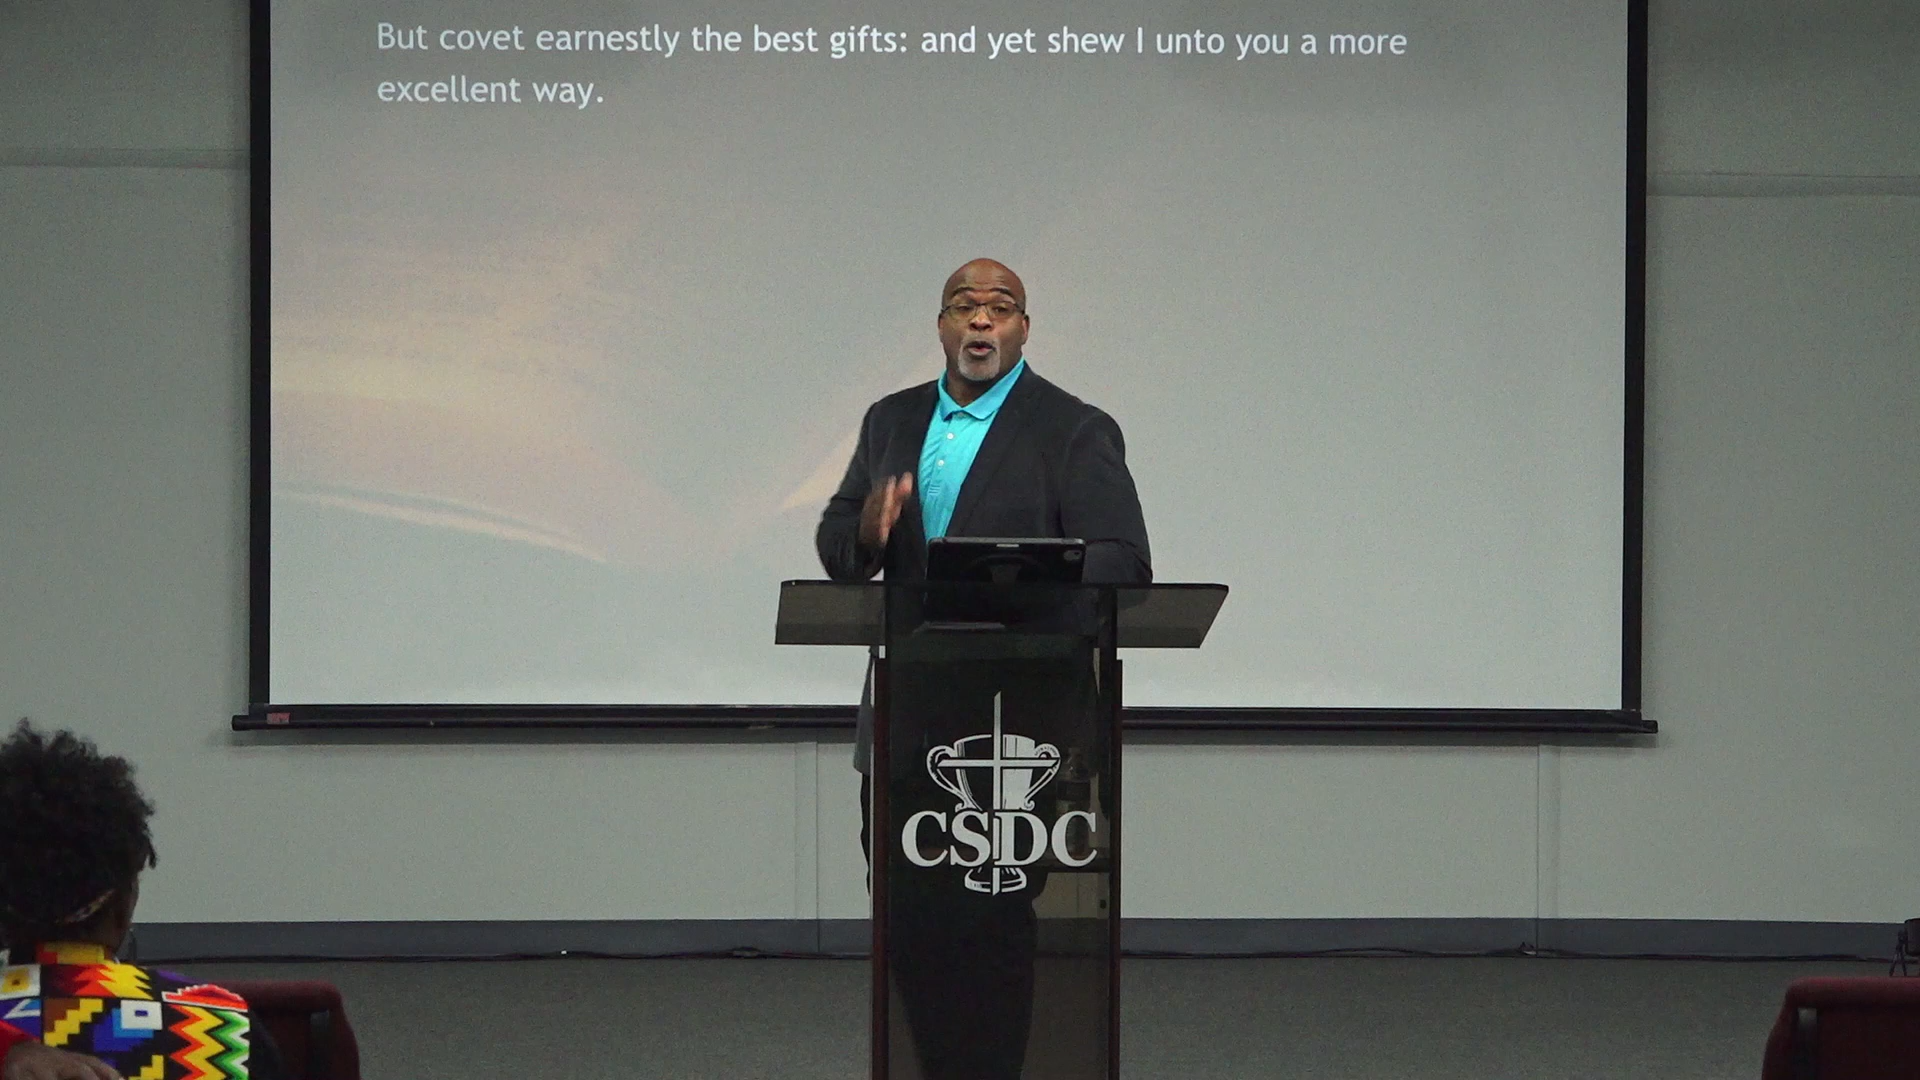 But covet earnestly the best gifts: and yet shew I unto you a more
excellent way.
CSDC